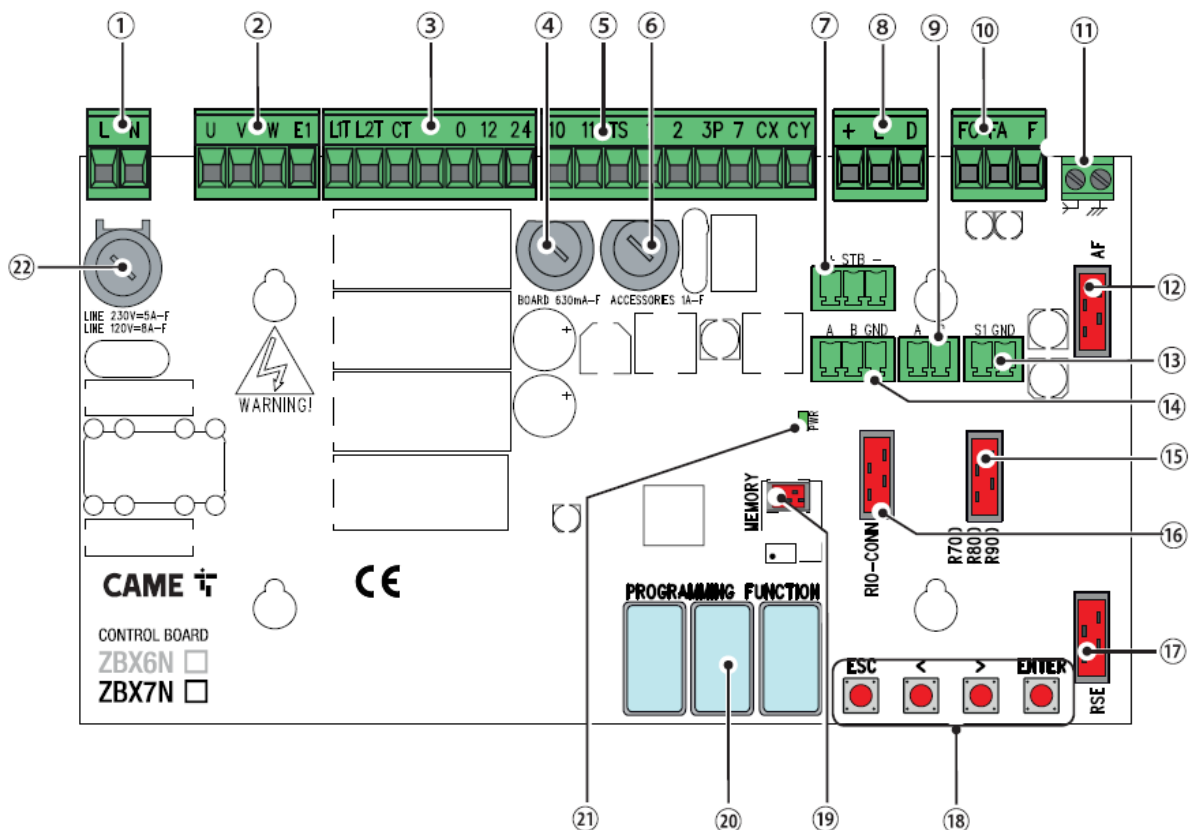 1 2 3 4 5 6 7 8 9 10 11
L N U V W E1 L1T L2T CT 0 12 24 10 11 TS 2 3P 7 CX CY + E D FC FA F
22
LINE 230V=5A-F
LINE 120V=8A-F
BOARD 630mA-F ACCESSORIES 1A-F
STB -
AF
12
A B GND A S1 GND
13
14
WARNING!
PWR
15
MEMORY
RIO-CONN
R700
R800
R900
16
CAME
CE
PROGRAMMING FUNCTION
CONTROL BOARD
ZBX6N
ZBX7N
ESC < > ENTER
RSE
17
18
21 20 19